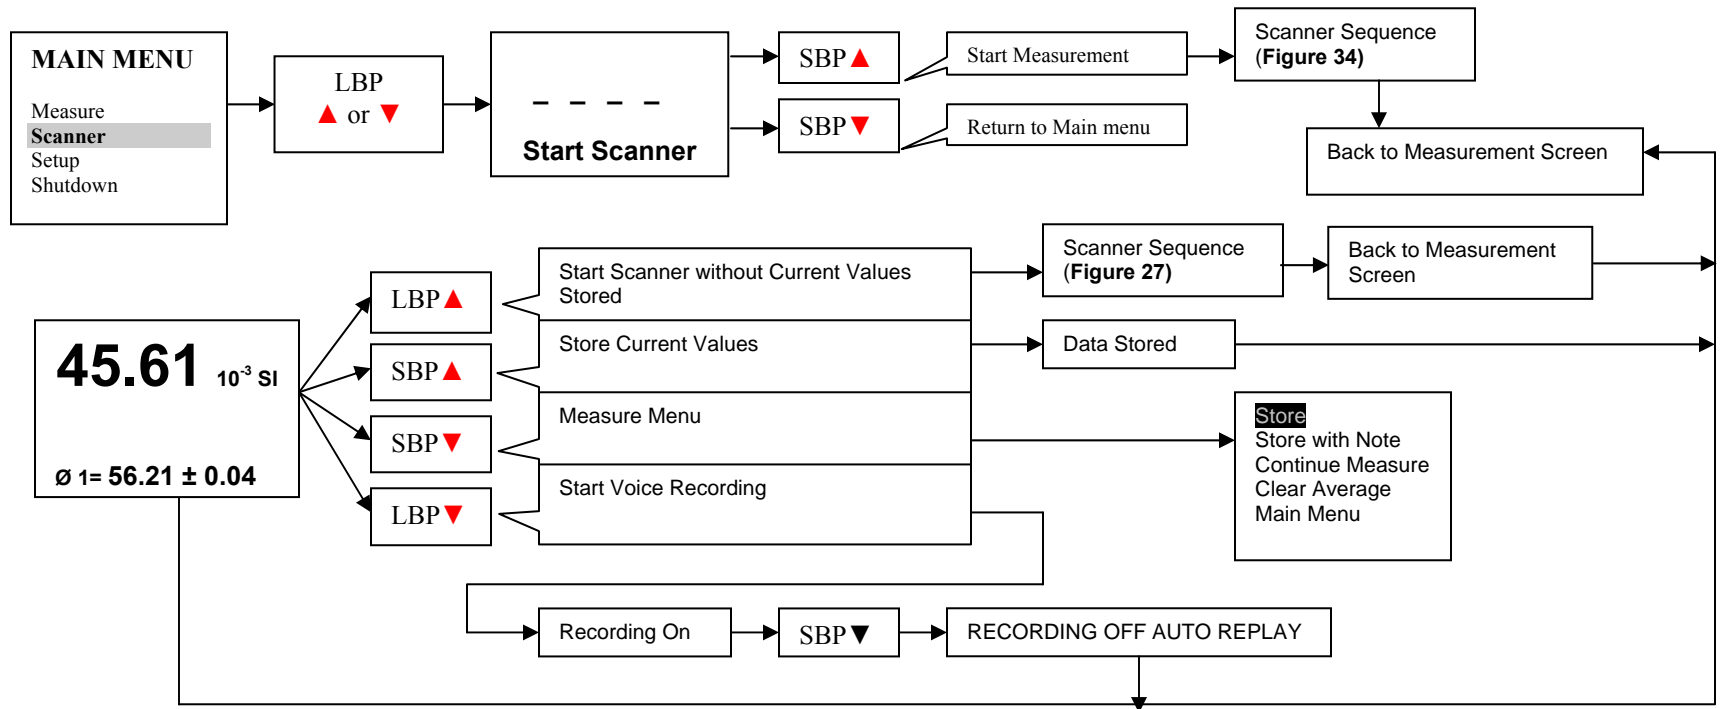 MAIN MENU
Measure
Scanner
Setup
Shutdown
LBP
▲ or ▼
_ _ _ _
Start Scanner
SBP▲
Start Measurement
SBP▼
Return to Main menu
Scanner Sequence
(Figure 34)
Back to Measurement Screen
45.61 10⁻³ SI
Ø 1= 56.21 ± 0.04
LBP▲
Start Scanner without Current Values
Stored
Scanner Sequence
(Figure 27)
Back to Measurement
Screen
SBP▲
Store Current Values
Data Stored
SBP▼
Measure Menu
Store
Store with Note
Continue Measure
Clear Average
Main Menu
LBP▼
Start Voice Recording
Recording On
SBP▼
RECORDING OFF AUTO REPLAY